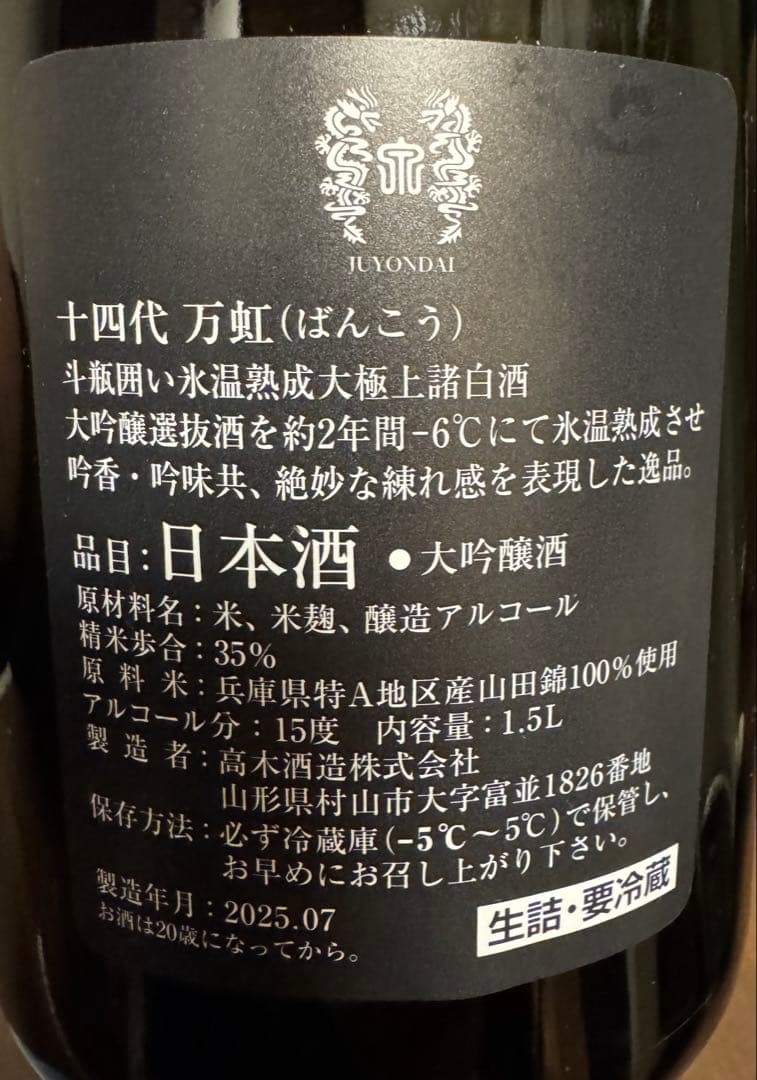 JUYONDAI
十四代 万虹(ばんこう)
斗瓶囲い氷温熟成大極上諸白酒
大吟醸選抜酒を約2年間-6℃にて氷温熟成させ
吟香・吟味共、絶妙な練れ感を表現した逸品。
品目:日本酒 ●大吟醸酒
原材料名:米、米麹、醸造アルコール
精米歩合:35%
原料米:兵庫県特A地区産山田錦100%使用
アルコール分:15度 内容量:1.5L
製造者:高木酒造株式会社
山形県村山市大字富並1826番地
保存方法:必ず冷蔵庫(-5℃~5℃)で保管し、
お早めにお召し上がり下さい。
製造年月:2025.07
生詰・要冷蔵
お酒は20歳になってから。